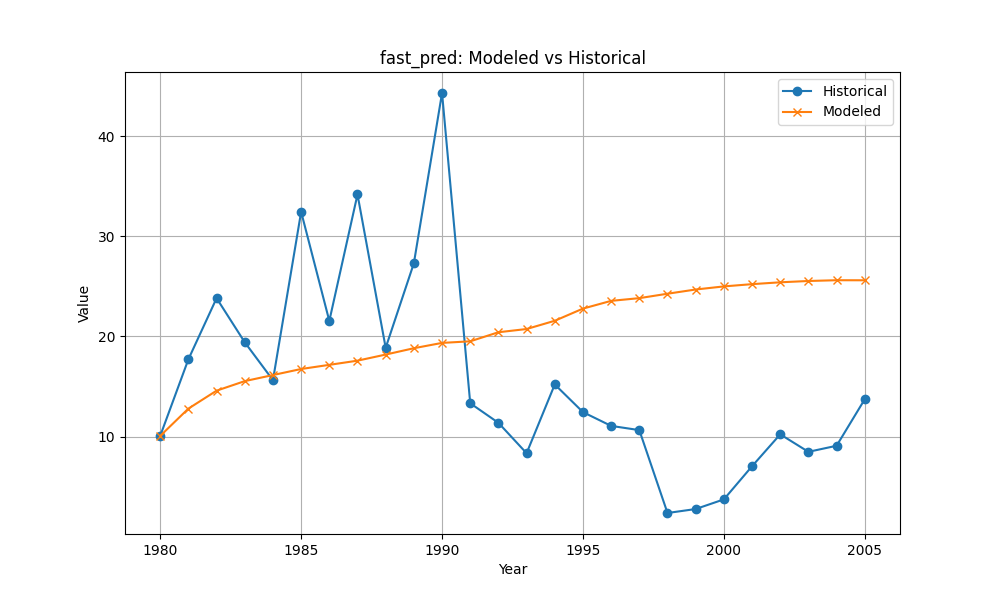 fast_pred: Modeled vs Historical
Historical
Modeled
40
30
20
10
Value
1980
1985
1990
1995
2000
2005
Year